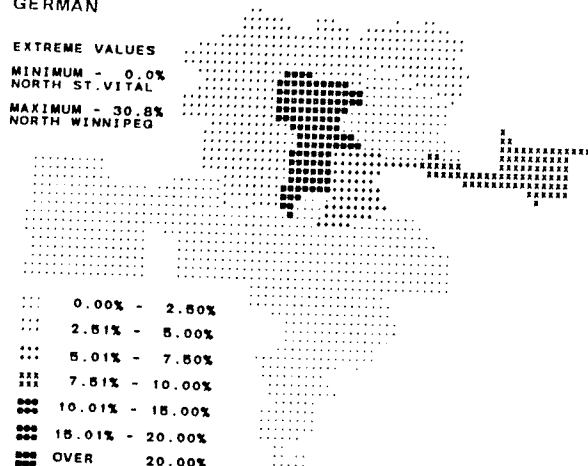 GERMAN
EXTREME VALUES
MINIMUM - 0.0%
NORTH ST.VITAL
MAXIMUM - 30.8%
NORTH WINNIPEG
0.00% - 2.50%
2.51% - 5.00%
5.01% - 7.50%
7.51% - 10.00%
10.01% - 15.00%
15.01% - 20.00%
OVER 20.00%